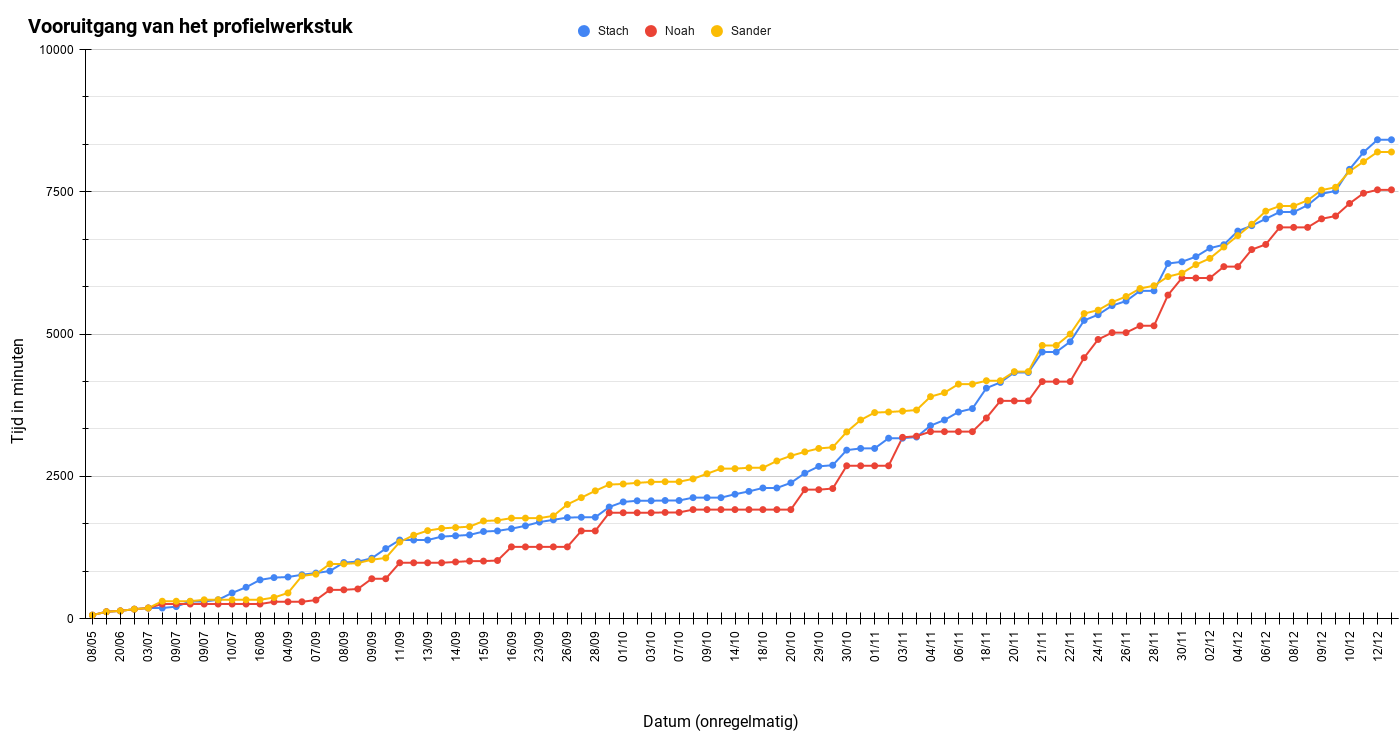 Vooruitgang van het profielwerkstuk
Stach Noah Sander
10000
7500
5000
2500
0
Tijd in minuten
08/05 20/06 03/07 09/07 09/07 10/07 16/08 04/09 07/09 08/09 09/09 11/09 13/09 14/09 15/09 16/09 23/09 26/09 28/09 01/10 03/10 07/10 09/10 14/10 18/10 20/10 29/10 30/10 01/11 03/11 04/11 06/11 18/11 20/11 21/11 22/11 24/11 26/11 28/11 30/11 02/12 04/12 06/12 08/12 09/12 10/12 12/12
Datum (onregelmatig)